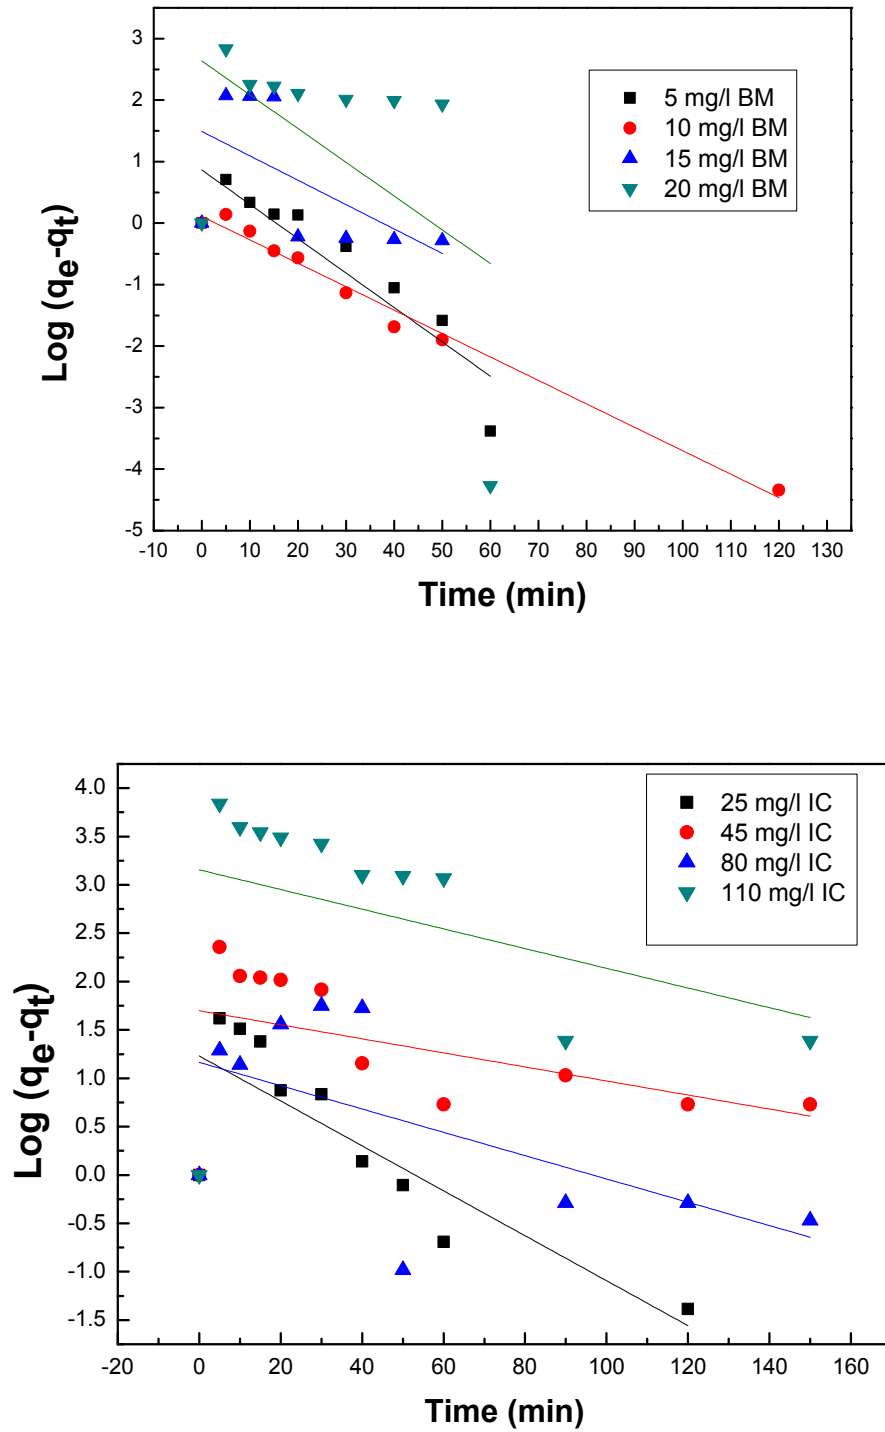 3
2
1
0
-1
-2
-3
-4
-5
-10 0 10 20 30 40 50 60 70 80 90 100 110 120 130
Log (qe-qt)
Time (min)
5 mg/l BM
10 mg/l BM
15 mg/l BM
20 mg/l BM
4.0
3.5
3.0
2.5
2.0
1.5
1.0
0.5
0.0
-0.5
-1.0
-1.5
-20 0 20 40 60 80 100 120 140 160
Log (qe-qt)
Time (min)
25 mg/l IC
45 mg/l IC
80 mg/l IC
110 mg/l IC